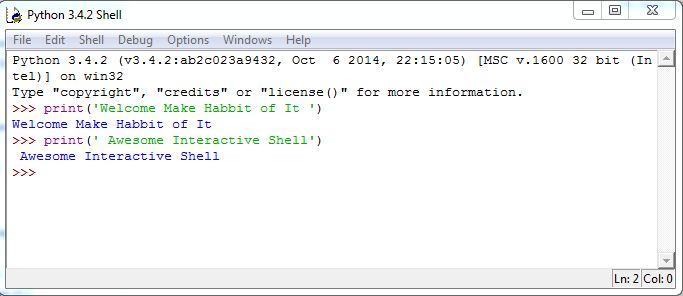 Python 3.4.2 Shell
File Edit Shell Debug Options Windows Help
Python 3.4.2 (v3.4.2:ab2c023a9432, Oct  6 2014, 22:15:05) [MSC v.1600 32 bit (In
tel)] on win32
Type "copyright", "credits" or "license()" for more information.
>>> print('Welcome Make Habbit of It ')
Welcome Make Habbit of It
>>> print(' Awesome Interactive Shell')
 Awesome Interactive Shell
>>>
Ln: 2 Col: 0